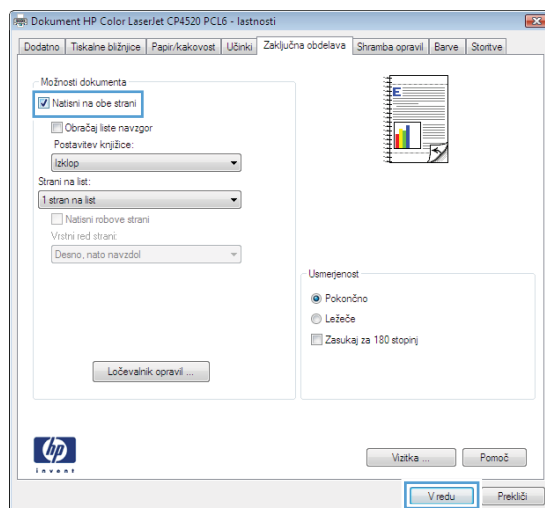 Dokument HP Color LaserJet CP4520 PCL6 - lastnosti
Dodatno Tiskalne bližnjice Papir/kakovost Učinki Zaključna obdelava Shramba opravil Barve Storitve
Možnosti dokumenta
Natisni na obe strani
Obračaj liste navzgor
Postavitev knjižice:
Izklop
Strani na list:
1 stran na list
Natisni robove strani
Vrstni red strani:
Desno, nato navzdol
E
Usmerjenost
Pokončno
Ležeče
Zasukaj za 180 stopinj
Ločevalnik opravil ...
hp
invent
Vizitka ... Pomoč
V redu Prekliči